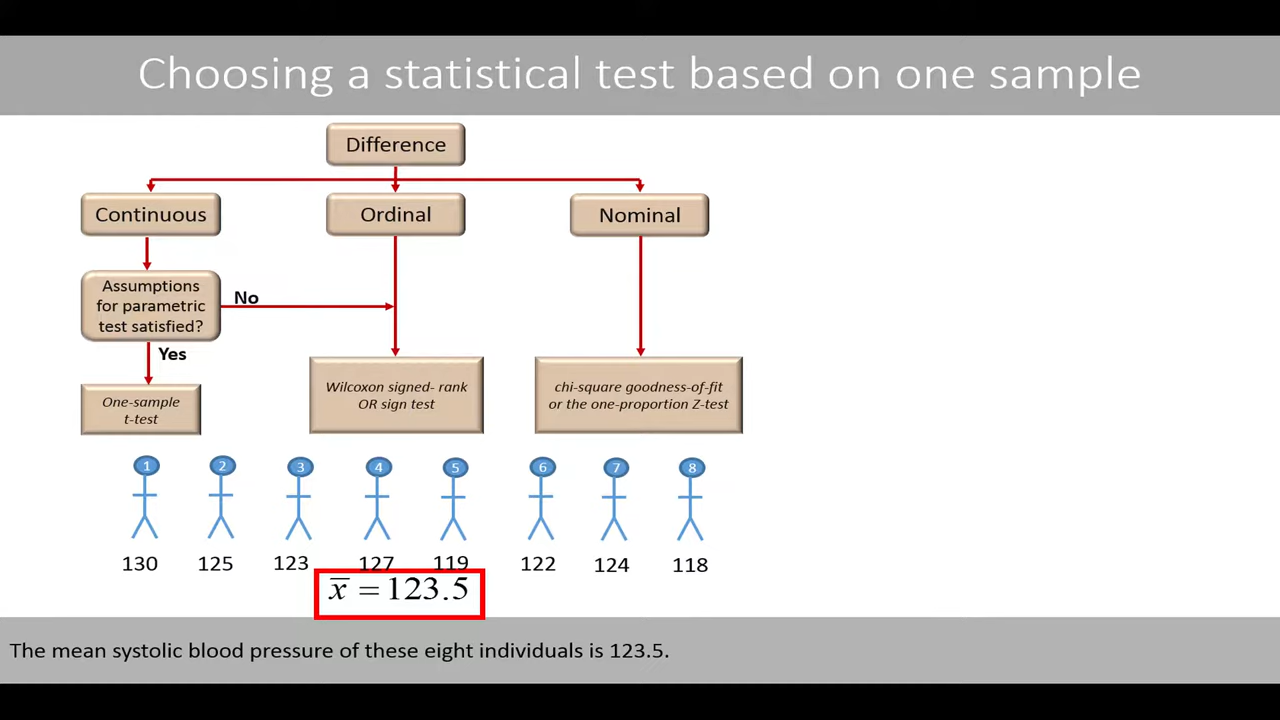 Choosing a statistical test based on one sample
Difference
Continuous
Ordinal
Nominal
Assumptions
for parametric
test satisfied?
No
Yes
One-sample
t-test
Wilcoxon signed- rank
OR sign test
chi-square goodness-of-fit
or the one-proportion Z-test
1 2 3 4 5 6 7 8
130 125 123 127 119 122 124 118
x̅ = 123.5
The mean systolic blood pressure of these eight individuals is 123.5.